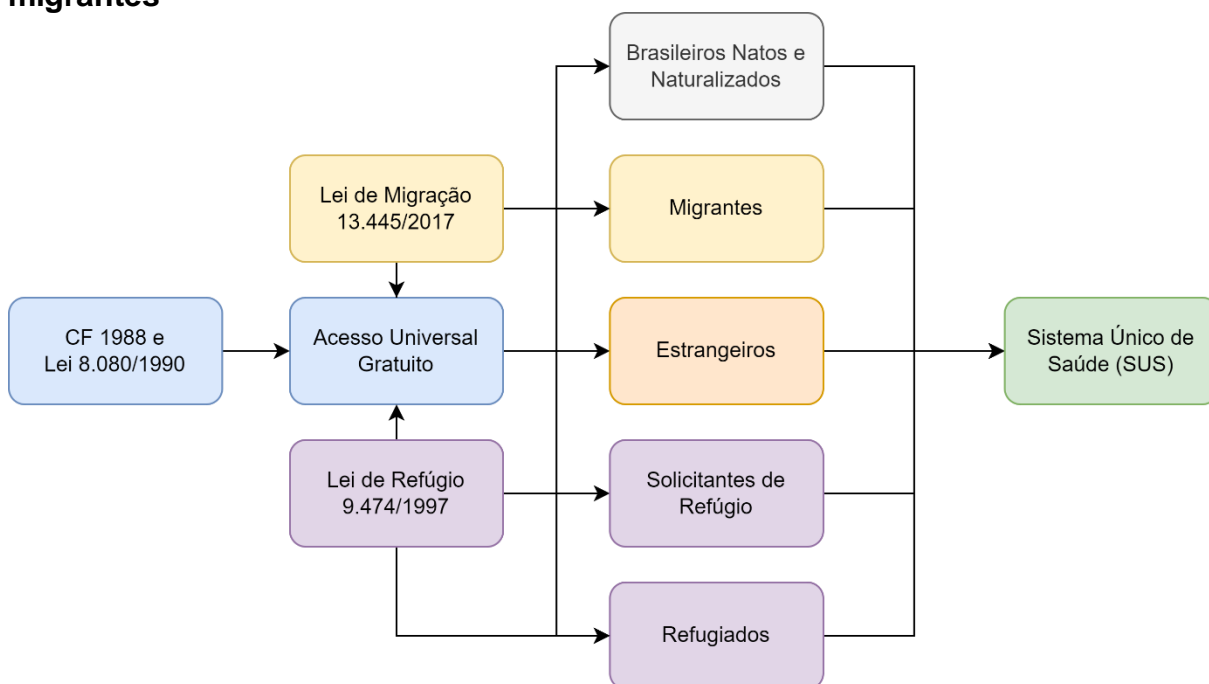 migrantes
Brasileiros Natos e
Naturalizados
Lei de Migração
13.445/2017
Migrantes
CF 1988 e
Lei 8.080/1990
Acesso Universal
Gratuito
Estrangeiros
Sistema Único de
Saúde (SUS)
Lei de Refúgio
9.474/1997
Solicitantes de
Refúgio
Refugiados